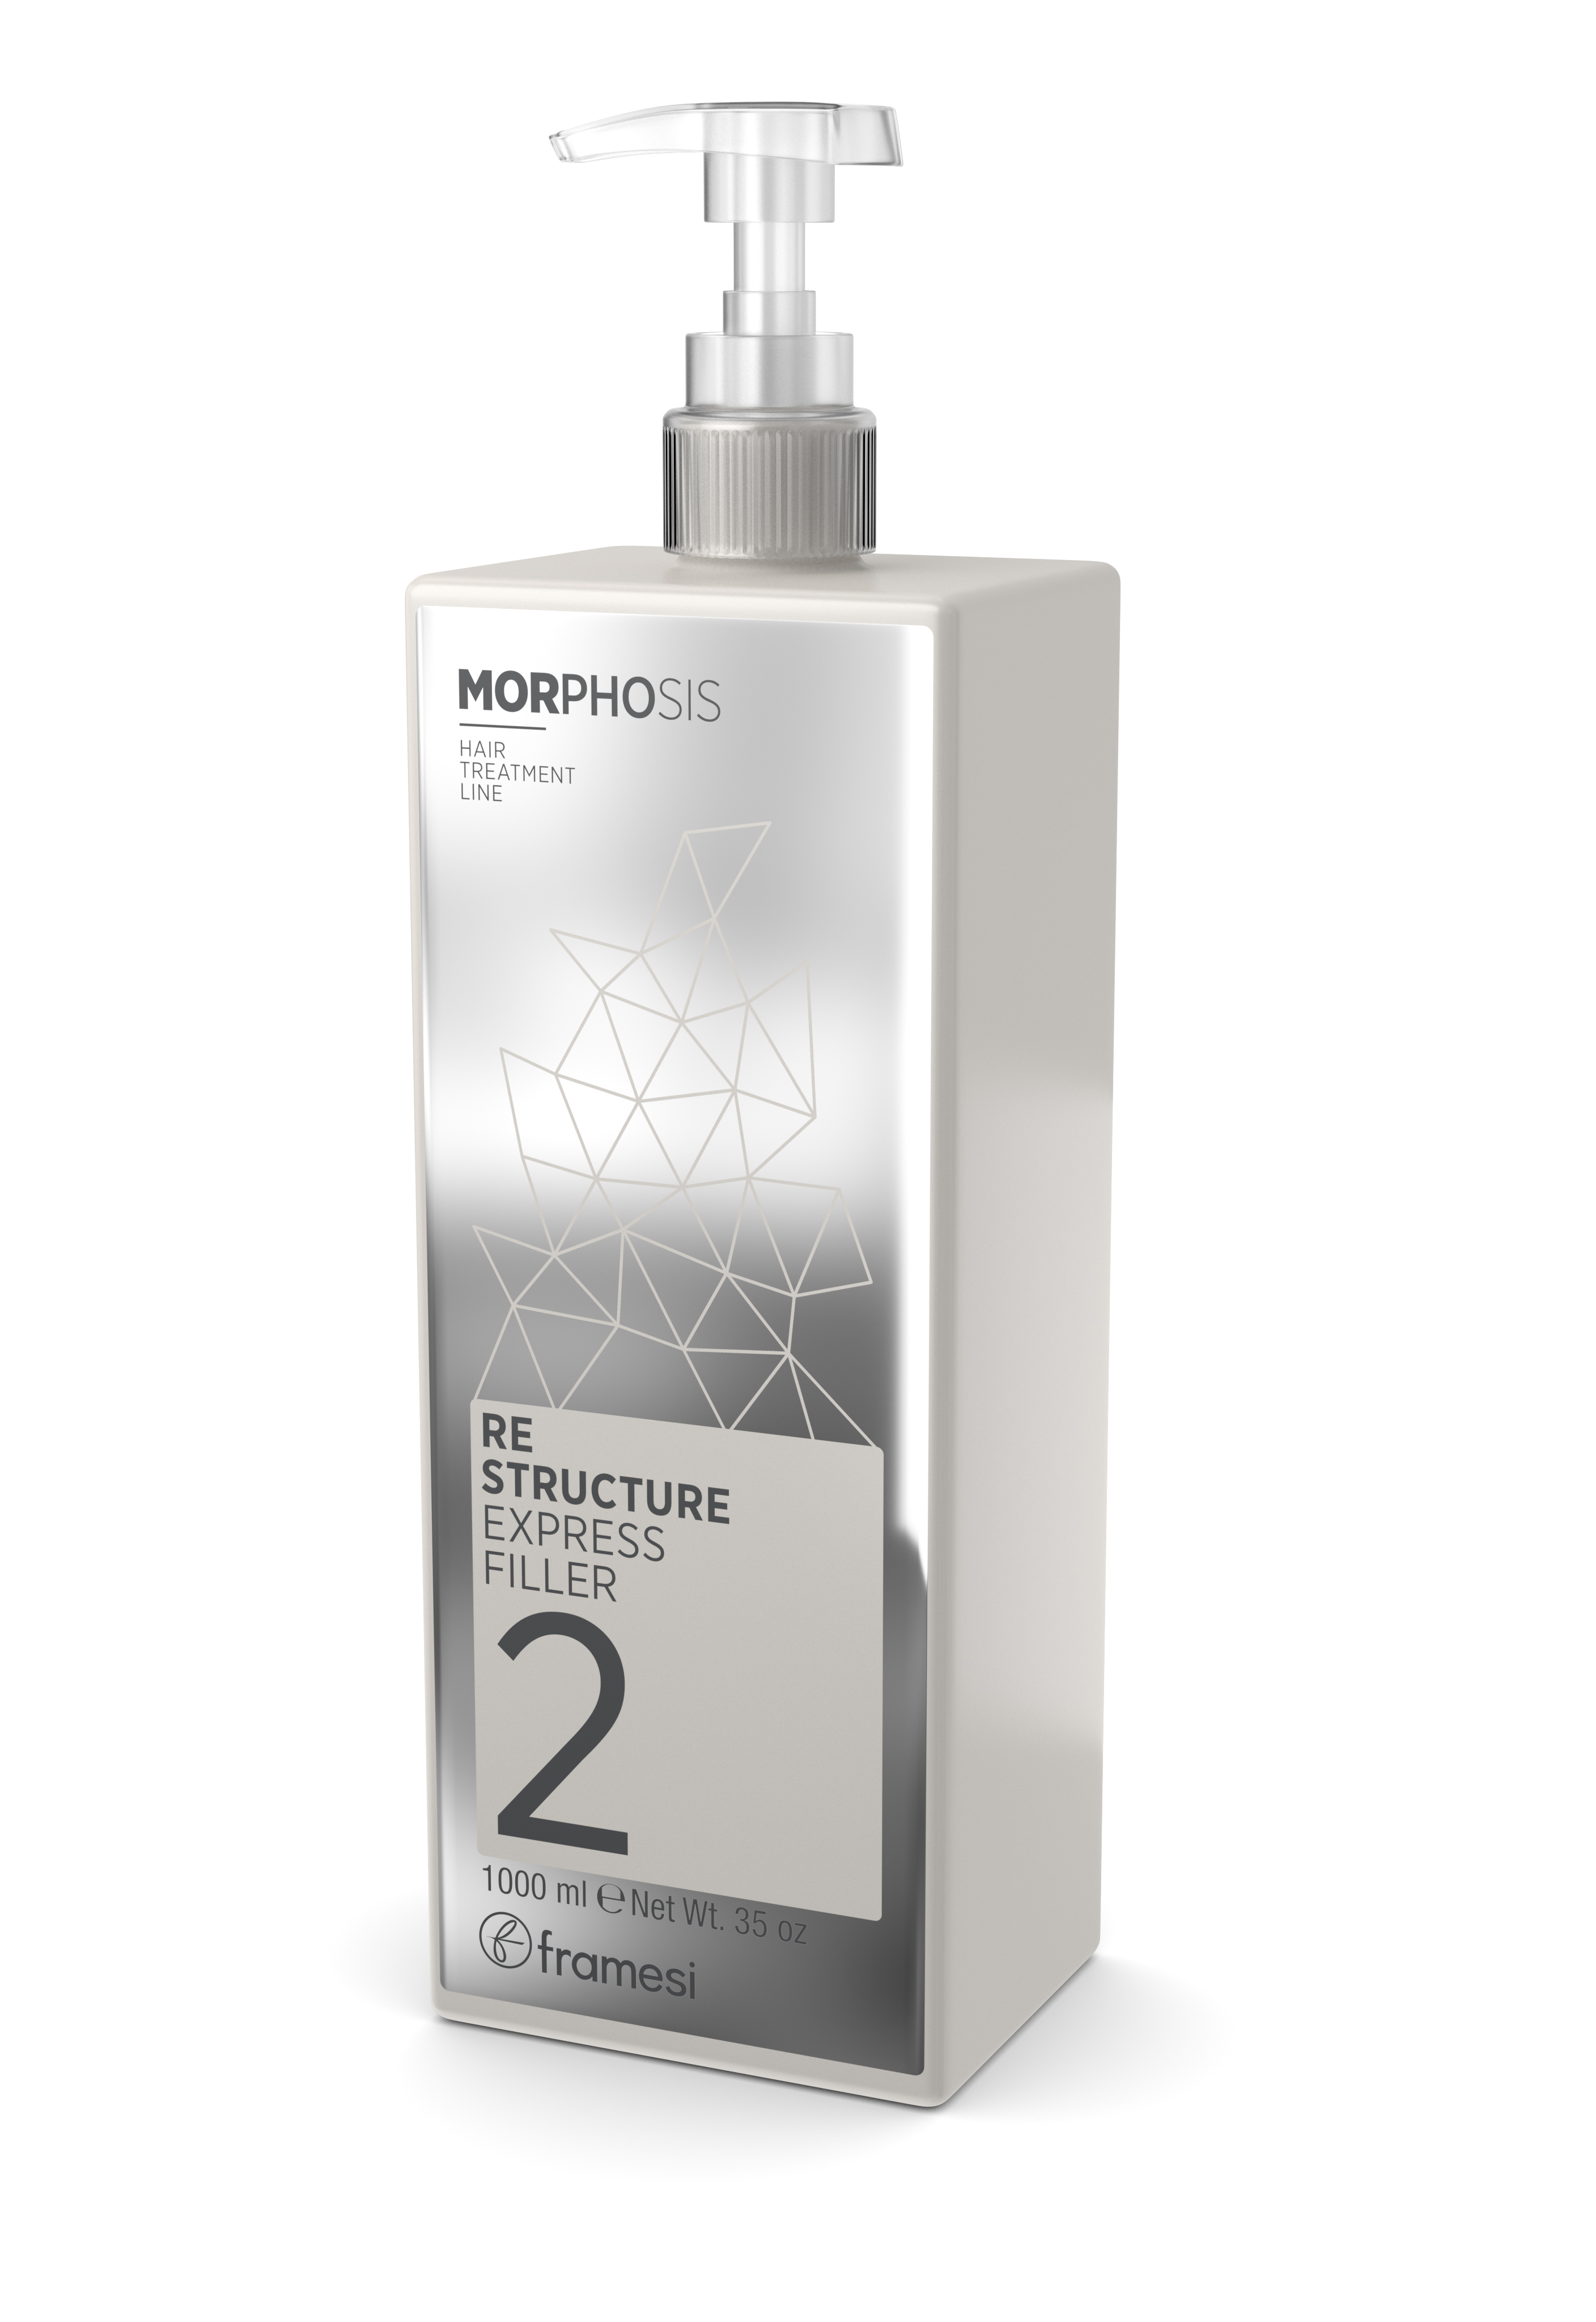 MORPHOSIS
HAIR
TREATMENT
LINE
RE
STRUCTURE
EXPRESS
FILLER
2
1000 ml ℮ Net Wt. 35 oz
framesi